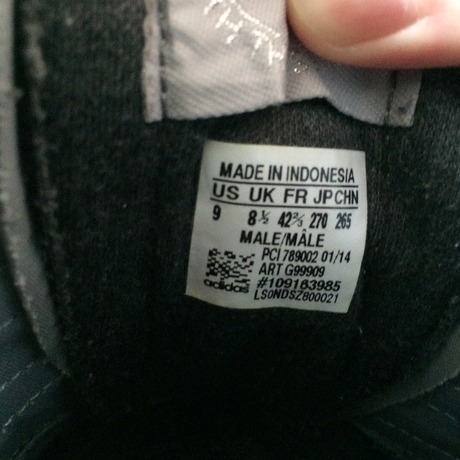 MADE IN INDONESIA
US UK FR JP CHN
9 8½ 42⅔ 270 265
MALE/MÂLE
PCI 789002 01/14
ART G99909
#109163985
adidas
LS0NDSZ800021